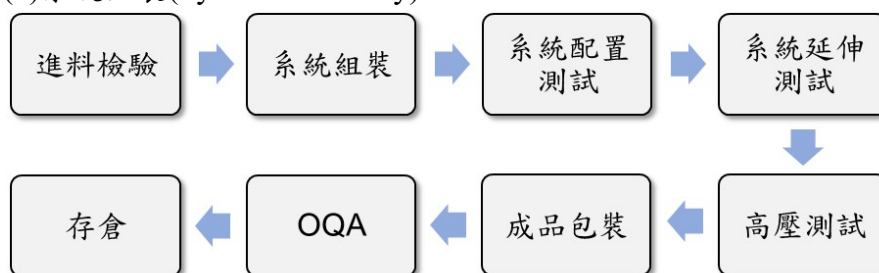 進料檢驗
系統組裝
系統配置
測試
系統延伸
測試
高壓測試
成品包裝
OQA
存倉